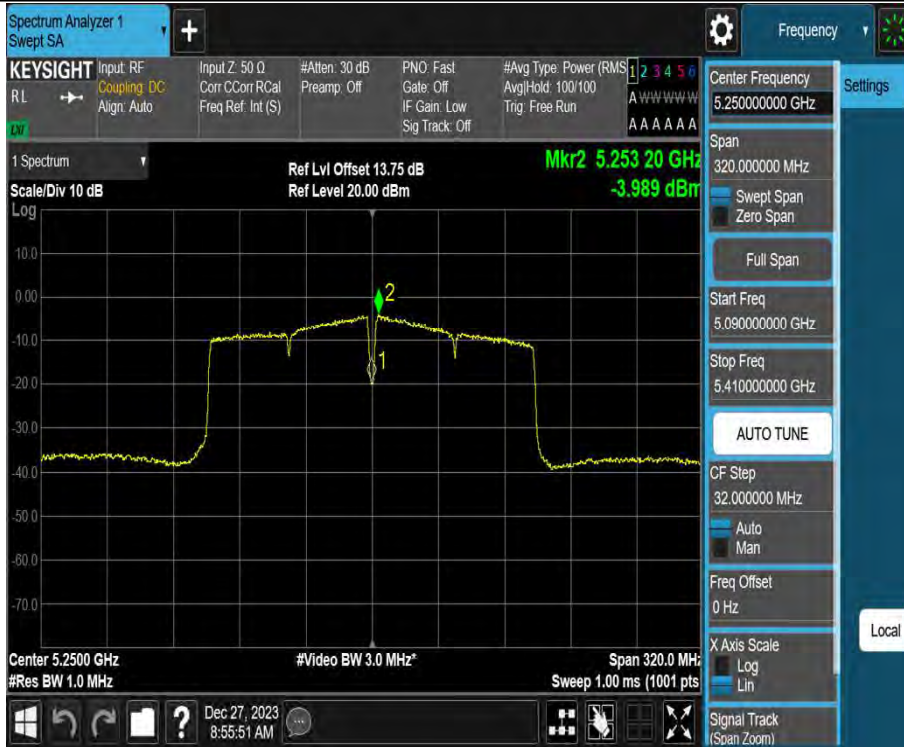 Spectrum Analyzer 1
Swept SA
+
Frequency
KEYSIGHT
RL
LXI
Input: RF
Coupling: DC
Align: Auto
Input Z: 50 Ω
Corr CCorr RCal
Freq Ref: Int (S)
#Atten: 30 dB
Preamp: Off
PNO: Fast
Gate: Off
IF Gain: Low
Sig Track: Off
#Avg Type: Power (RMS
Avg|Hold: 100/100
Trig: Free Run
1 2 3 4 5 6
A W W W W W
A A A A A A
1 Spectrum
Scale/Div 10 dB
Log
Ref Lvl Offset 13.75 dB
Ref Level 20.00 dBm
Mkr2 5.253 20 GHz
-3.989 dBm
10.0
0.00
-10.0
-20.0
-30.0
-40.0
-50.0
-60.0
-70.0
2
1
Center 5.2500 GHz
#Res BW 1.0 MHz
#Video BW 3.0 MHz*
Span 320.0 MHz
Sweep 1.00 ms (1001 pts
?
Dec 27, 2023
8:55:51 AM
Center Frequency
5.250000000 GHz
Span
320.000000 MHz
Swept Span
Zero Span
Full Span
Start Freq
5.090000000 GHz
Stop Freq
5.410000000 GHz
AUTO TUNE
CF Step
32.000000 MHz
Auto
Man
Freq Offset
0 Hz
X Axis Scale
Log
Lin
Signal Track
(Span Zoom)
Settings
Local